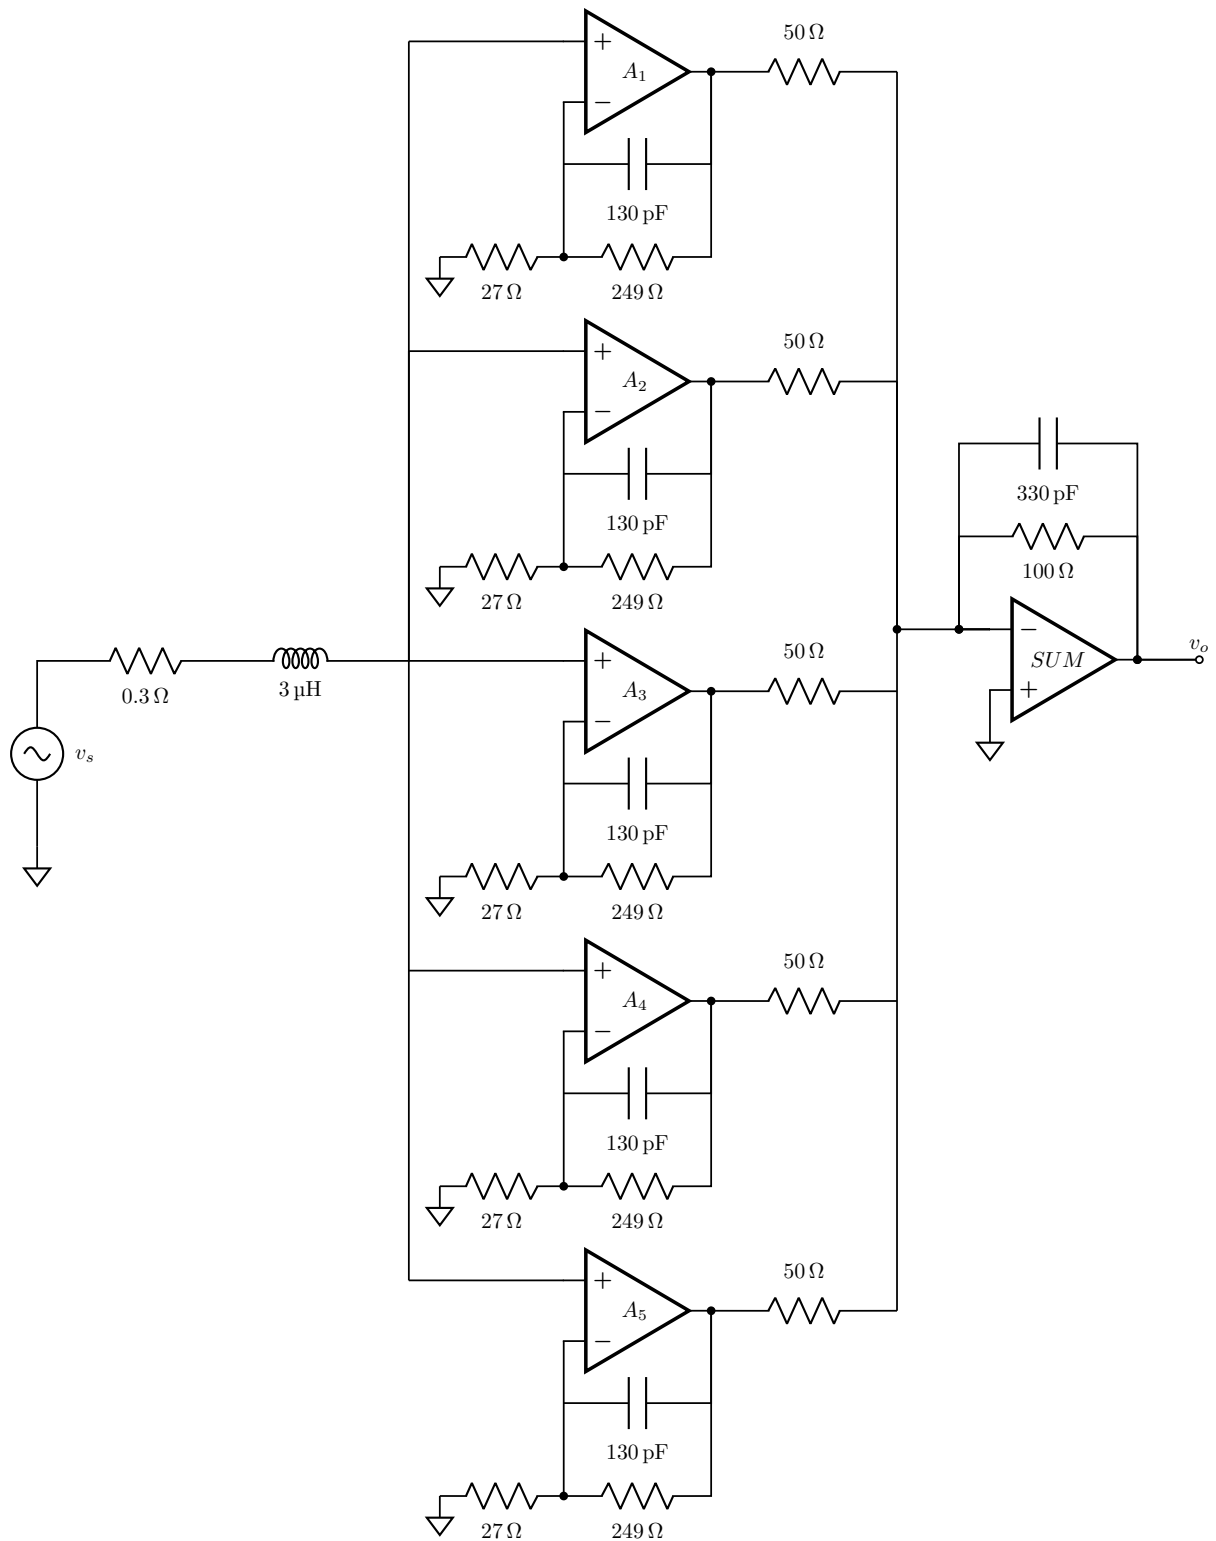 50 Ω
+
A₁
−
130 pF
27 Ω
249 Ω
50 Ω
+
A₂
−
130 pF
27 Ω
249 Ω
330 pF
100 Ω
50 Ω
+
A₃
−
130 pF
27 Ω
249 Ω
−
SUM
+
vₒ
0.3 Ω
3 µH
vₛ
50 Ω
+
A₄
−
130 pF
27 Ω
249 Ω
50 Ω
+
A₅
−
130 pF
27 Ω
249 Ω